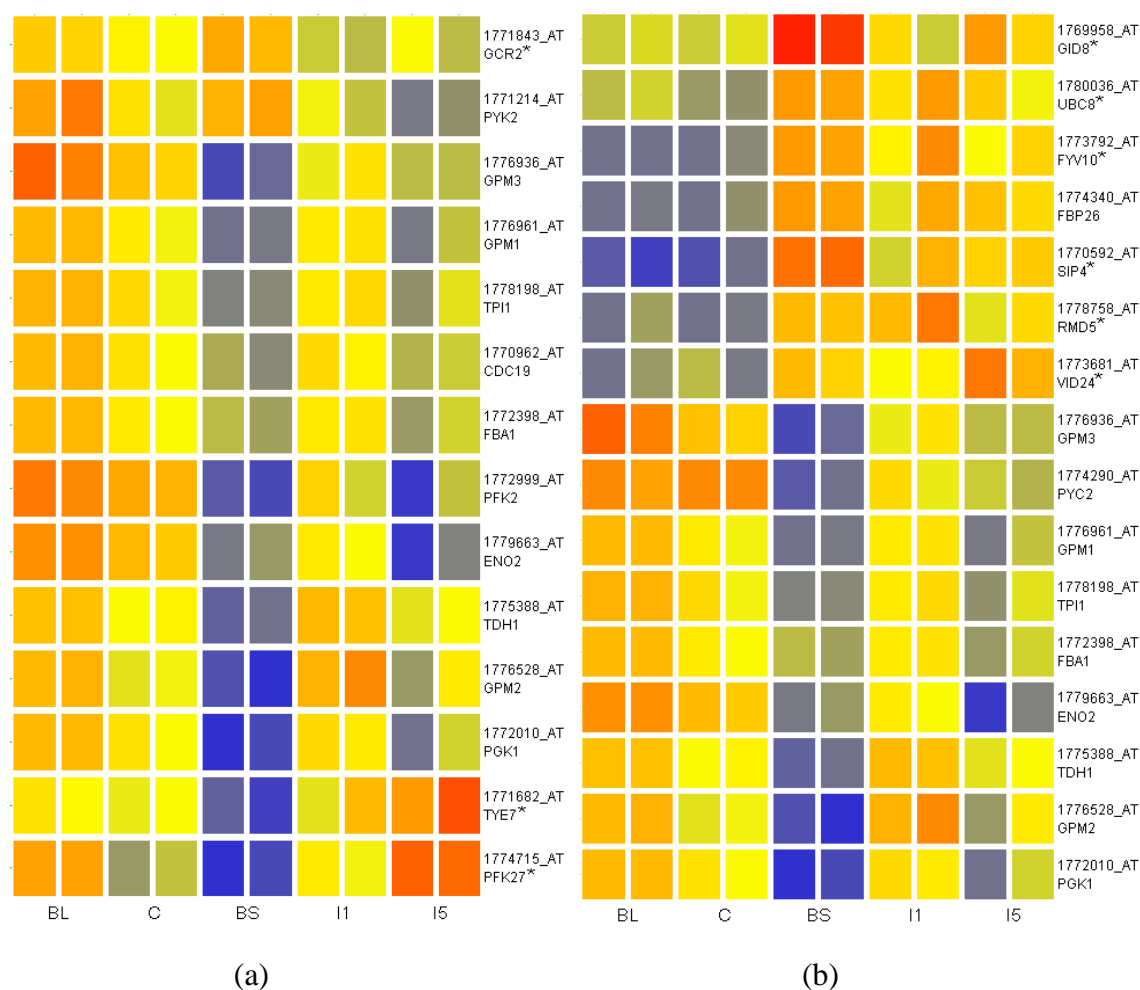 1771843_AT
GCR2*
1771214_AT
PYK2
1776936_AT
GPM3
1776961_AT
GPM1
1778198_AT
TPI1
1770962_AT
CDC19
1772398_AT
FBA1
1772999_AT
PFK2
1779663_AT
ENO2
1775388_AT
TDH1
1776528_AT
GPM2
1772010_AT
PGK1
1771682_AT
TYE7*
1774715_AT
PFK27*
BL C BS I1 I5
(a)
1769958_AT
GID8*
1780036_AT
UBC8*
1773792_AT
FYV10*
1774340_AT
FBP26
1770592_AT
SIP4*
1778758_AT
RMD5*
1773681_AT
VID24*
1776936_AT
GPM3
1774290_AT
PYC2
1776961_AT
GPM1
1778198_AT
TPI1
1772398_AT
FBA1
1779663_AT
ENO2
1775388_AT
TDH1
1776528_AT
GPM2
1772010_AT
PGK1
BL C BS I1 I5
(b)